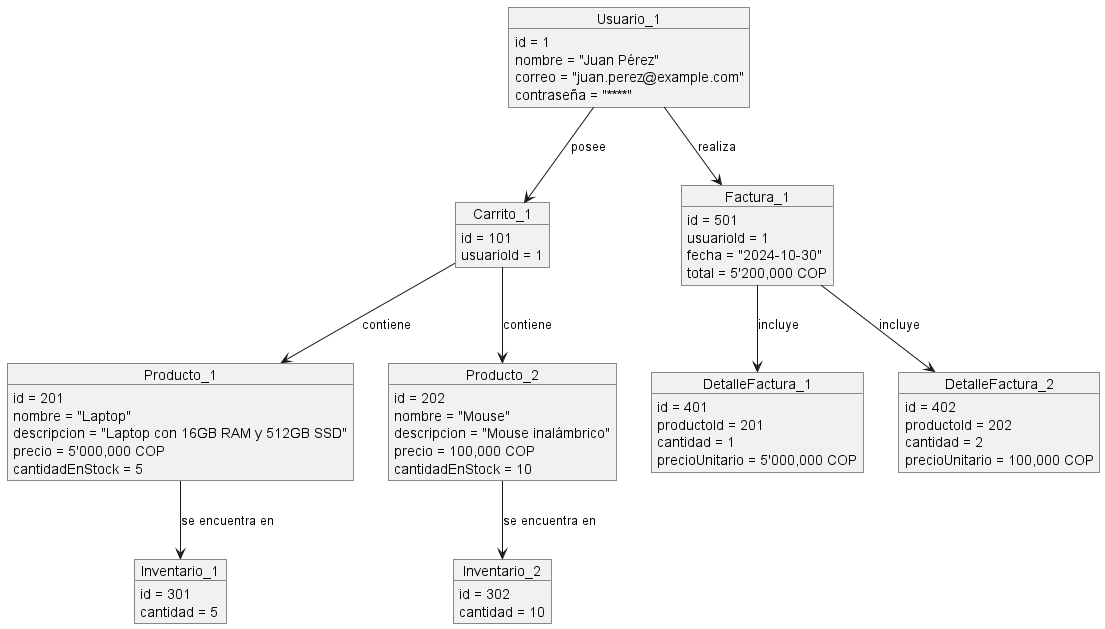 Usuario_1
id = 1
nombre = "Juan Pérez"
correo = "juan.perez@example.com"
contraseña = "****"
posee
realiza
Carrito_1
id = 101
usuarioId = 1
Factura_1
id = 501
usuarioId = 1
fecha = "2024-10-30"
total = 5'200,000 COP
contiene
contiene
incluye
incluye
Producto_1
id = 201
nombre = "Laptop"
descripcion = "Laptop con 16GB RAM y 512GB SSD"
precio = 5'000,000 COP
cantidadEnStock = 5
Producto_2
id = 202
nombre = "Mouse"
descripcion = "Mouse inalámbrico"
precio = 100,000 COP
cantidadEnStock = 10
DetalleFactura_1
id = 401
productoId = 201
cantidad = 1
precioUnitario = 5'000,000 COP
DetalleFactura_2
id = 402
productoId = 202
cantidad = 2
precioUnitario = 100,000 COP
se encuentra en
se encuentra en
Inventario_1
id = 301
cantidad = 5
Inventario_2
id = 302
cantidad = 10